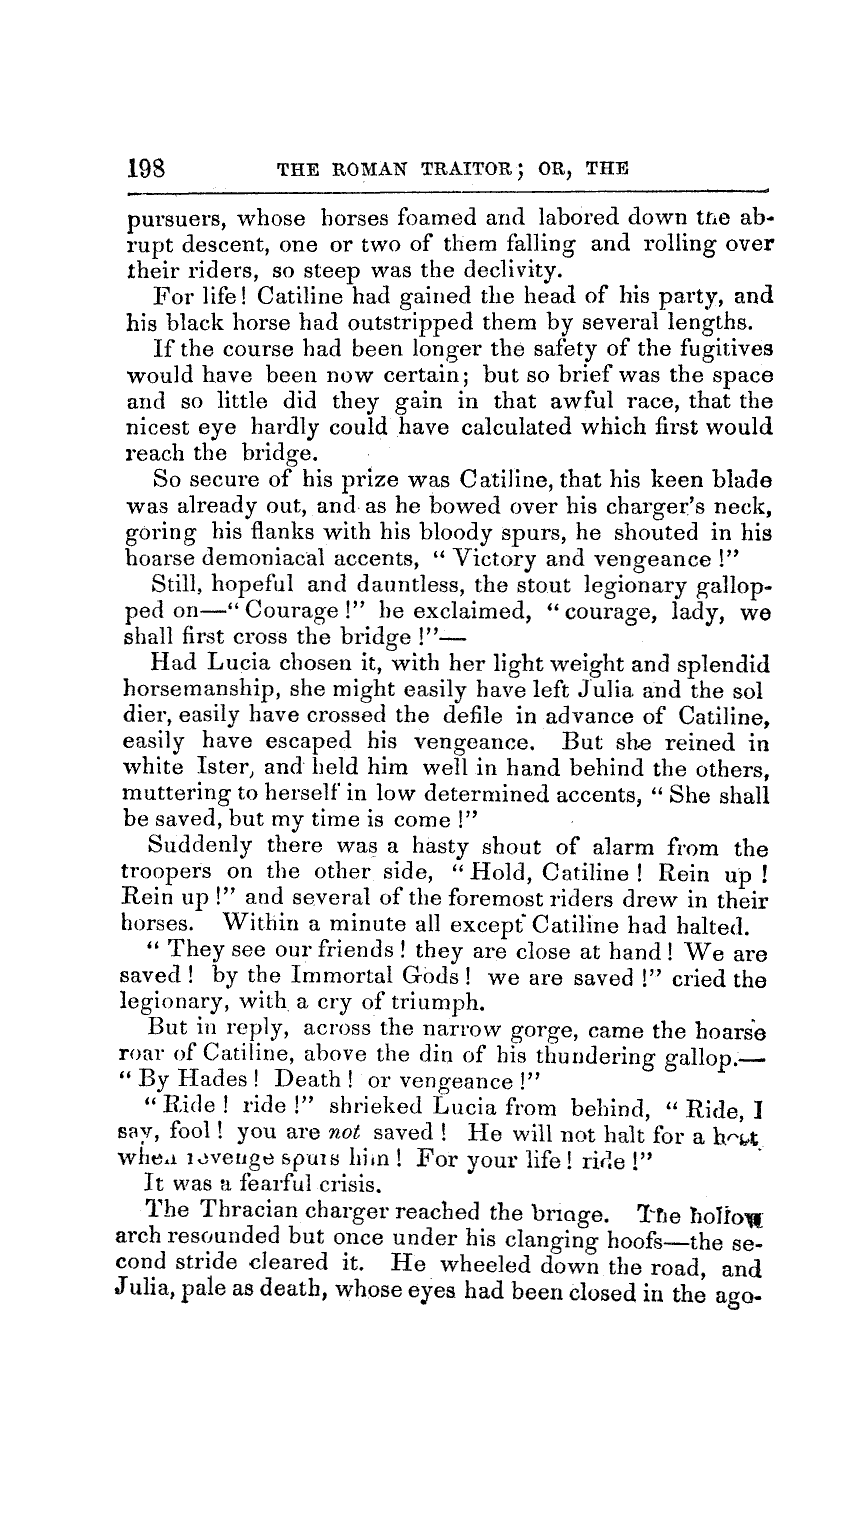 198 THE ROMAN TRAITOR; OR, THE
pursuers, whose horses foamed and labored down the ab-
rupt descent, one or two of them falling and rolling over
their riders, so steep was the declivity.
For life! Catiline had gained the head of his party, and
his black horse had outstripped them by several lengths.
If the course had been longer the safety of the fugitives
would have been now certain; but so brief was the space
and so little did they gain in that awful race, that the
nicest eye hardly could have calculated which first would
reach the bridge.
So secure of his prize was Catiline, that his keen blade
was already out, and as he bowed over his charger's neck,
goring his flanks with his bloody spurs, he shouted in his
hoarse demoniacal accents, "Victory and vengeance!"
Still, hopeful and dauntless, the stout legionary gallop-
ped on—"Courage!" he exclaimed, "courage, lady, we
shall first cross the bridge!"—
Had Lucia chosen it, with her light weight and splendid
horsemanship, she might easily have left Julia and the sol
dier, easily have crossed the defile in advance of Catiline,
easily have escaped his vengeance. But she reined in
white Ister, and held him well in hand behind the others,
muttering to herself in low determined accents, "She shall
be saved, but my time is come!"
Suddenly there was a hasty shout of alarm from the
troopers on the other side, "Hold, Catiline! Rein up!
Rein up!" and several of the foremost riders drew in their
horses. Within a minute all except Catiline had halted.
"They see our friends! they are close at hand! We are
saved! by the Immortal Gods! we are saved!" cried the
legionary, with a cry of triumph.
But in reply, across the narrow gorge, came the hoarse
roar of Catiline, above the din of his thundering gallop.—
"By Hades! Death! or vengeance!"
"Ride! ride!" shrieked Lucia from behind, "Ride, I
say, fool! you are not saved! He will not halt for a host
when revenge spurs him! For your life! ride!"
It was a fearful crisis.
The Thracian charger reached the bridge. The hollow
arch resounded but once under his clanging hoofs—the se-
cond stride cleared it. He wheeled down the road, and
Julia, pale as death, whose eyes had been closed in the ago-